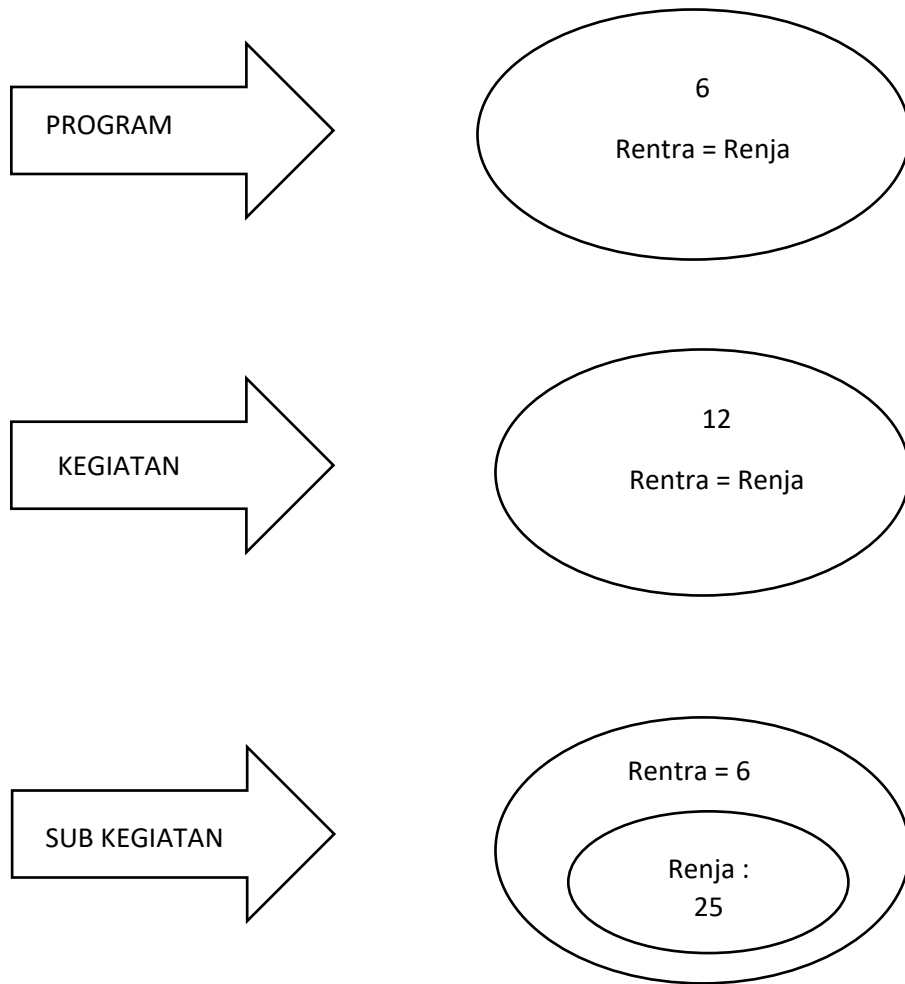 PROGRAM
6
Rentra = Renja
KEGIATAN
12
Rentra = Renja
SUB KEGIATAN
Rentra = 6
Renja :
25